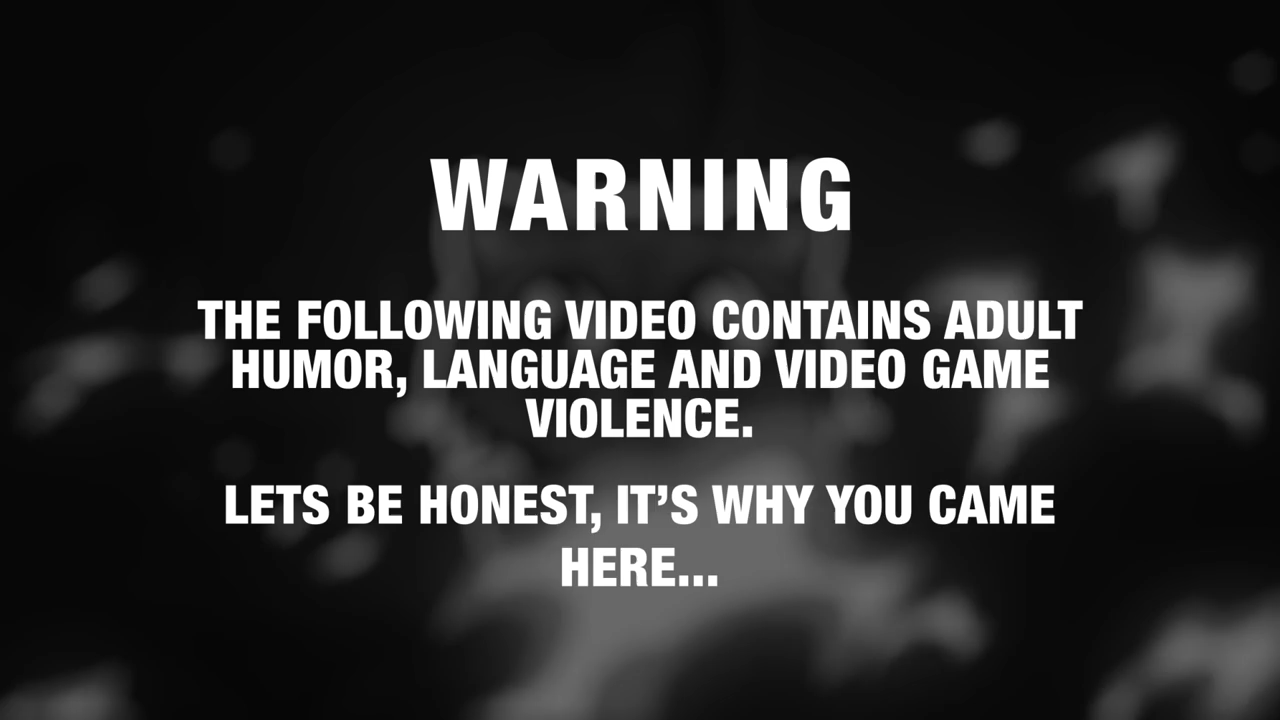 WARNING
THE FOLLOWING VIDEO CONTAINS ADULT
HUMOR, LANGUAGE AND VIDEO GAME
VIOLENCE.
LETS BE HONEST, IT’S WHY YOU CAME
HERE...